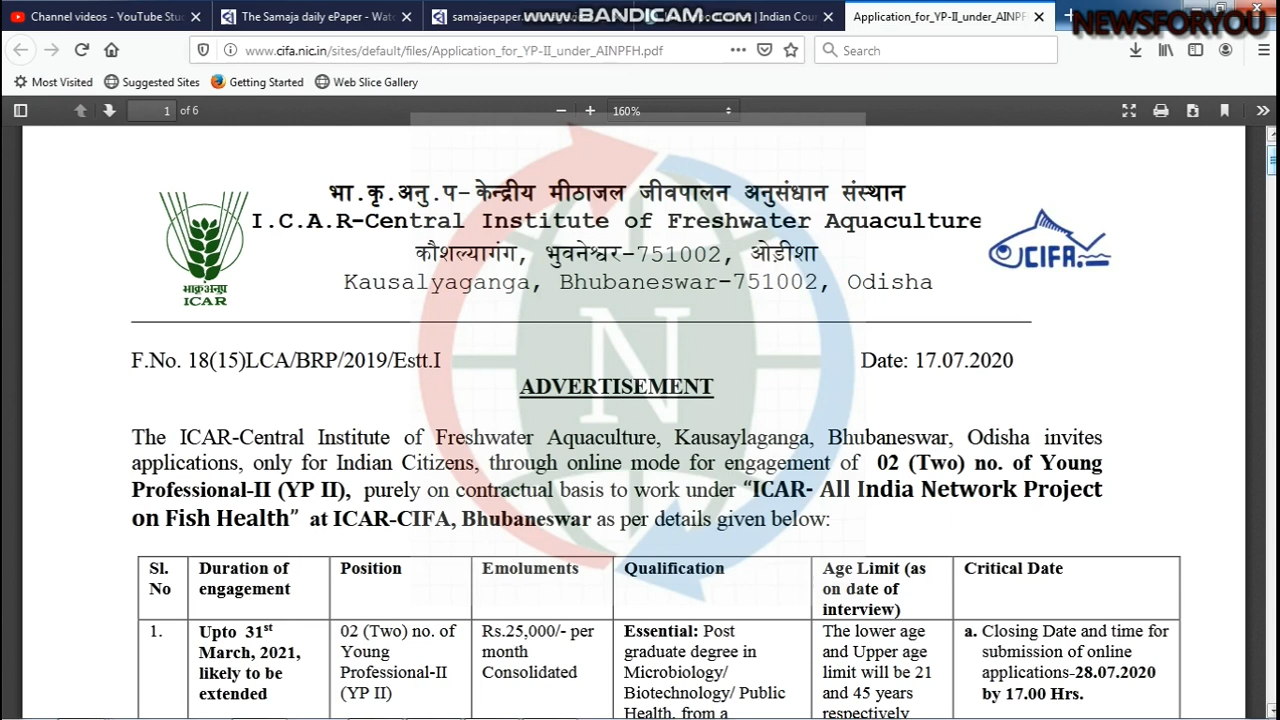 Channel videos - YouTube Stu
The Samaja daily ePaper - Wat
samajaepaper.
| Indian Cou
Application_for_YP-II_under_AINPF
www.BANDICAM.com
NEWSFORYOU
www.cifa.nic.in/sites/default/files/Application_for_YP-II_under_AINPFH.pdf
Search
Most Visited
Suggested Sites
Getting Started
Web Slice Gallery
1 of 6
160%
भा.कृ.अनु.प-केन्द्रीय मीठाजल जीवपालन अनुसंधान संस्थान
I.C.A.R-Central Institute of Freshwater Aquaculture
कौशल्यागंग, भुवनेश्वर-751002, ओड़ीशा
Kausalyaganga, Bhubaneswar-751002, Odisha
भाकृअनुप
ICAR
CIFA
N
F.No. 18(15)LCA/BRP/2019/Estt.I
Date: 17.07.2020
ADVERTISEMENT
The ICAR-Central Institute of Freshwater Aquaculture, Kausaylaganga, Bhubaneswar, Odisha invites
applications, only for Indian Citizens, through online mode for engagement of 02 (Two) no. of Young
Professional-II (YP II), purely on contractual basis to work under “ICAR- All India Network Project
on Fish Health” at ICAR-CIFA, Bhubaneswar as per details given below:
Sl.
No
Duration of
engagement
Position
Emoluments
Qualification
Age Limit (as
on date of
interview)
Critical Date
1.
Upto 31st
March, 2021,
likely to be
extended
02 (Two) no. of
Young
Professional-II
(YP II)
Rs.25,000/- per
month
Consolidated
Essential: Post
graduate degree in
Microbiology/
Biotechnology/ Public
Health, from a
The lower age
and Upper age
limit will be 21
and 45 years
respectively
a. Closing Date and time for
submission of online
applications-28.07.2020
by 17.00 Hrs.